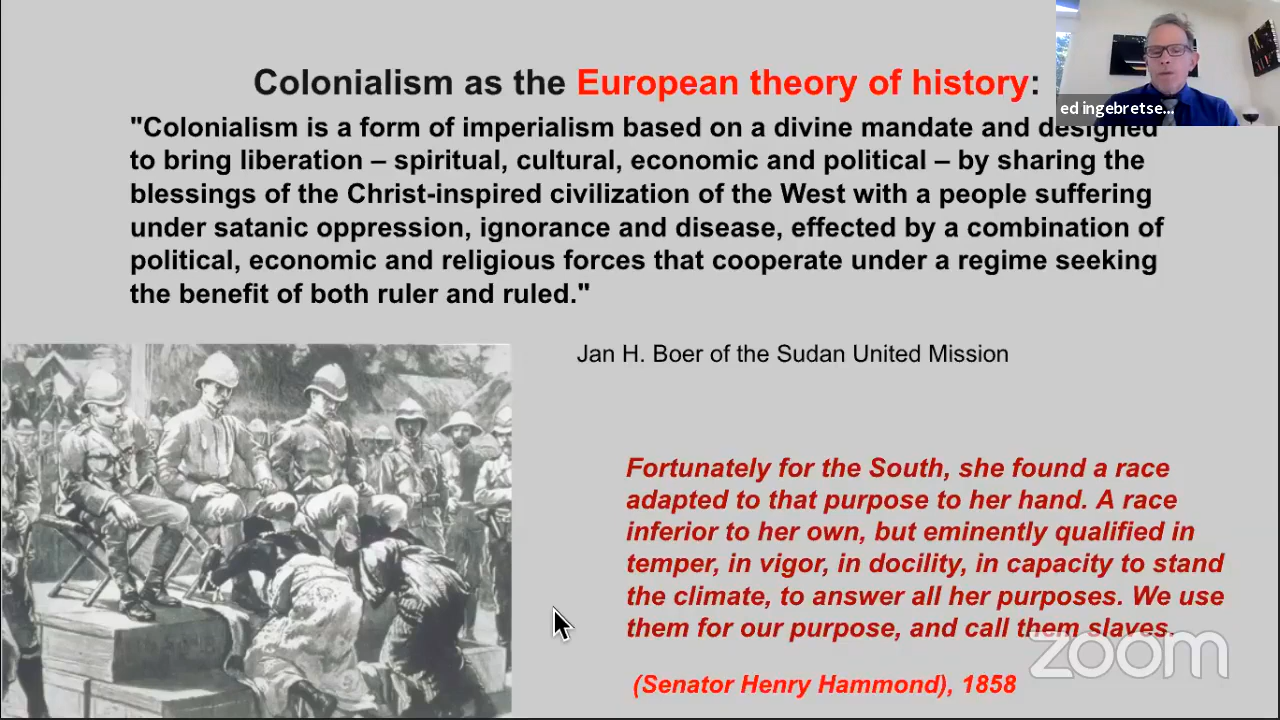 Colonialism as the European theory of history:
ed ingebretse...
"Colonialism is a form of imperialism based on a divine mandate and designed
to bring liberation – spiritual, cultural, economic and political – by sharing the
blessings of the Christ-inspired civilization of the West with a people suffering
under satanic oppression, ignorance and disease, effected by a combination of
political, economic and religious forces that cooperate under a regime seeking
the benefit of both ruler and ruled."
Jan H. Boer of the Sudan United Mission
Fortunately for the South, she found a race
adapted to that purpose to her hand. A race
inferior to her own, but eminently qualified in
temper, in vigor, in docility, in capacity to stand
the climate, to answer all her purposes. We use
them for our purpose, and call them slaves.
zoom
(Senator Henry Hammond), 1858